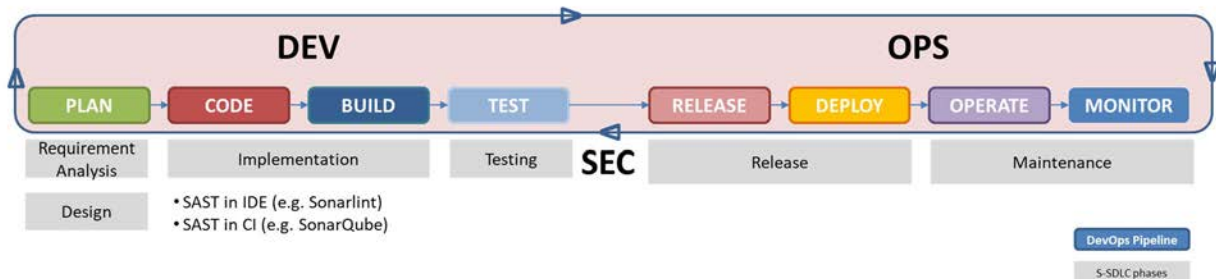 DEV
OPS
PLAN
CODE
BUILD
TEST
RELEASE
DEPLOY
OPERATE
MONITOR
Requirement
Analysis
Implementation
Testing
SEC
Release
Maintenance
Design
• SAST in IDE (e.g. Sonarlint)
• SAST in CI (e.g. SonarQube)
DevOps Pipeline
S-SDLC phases